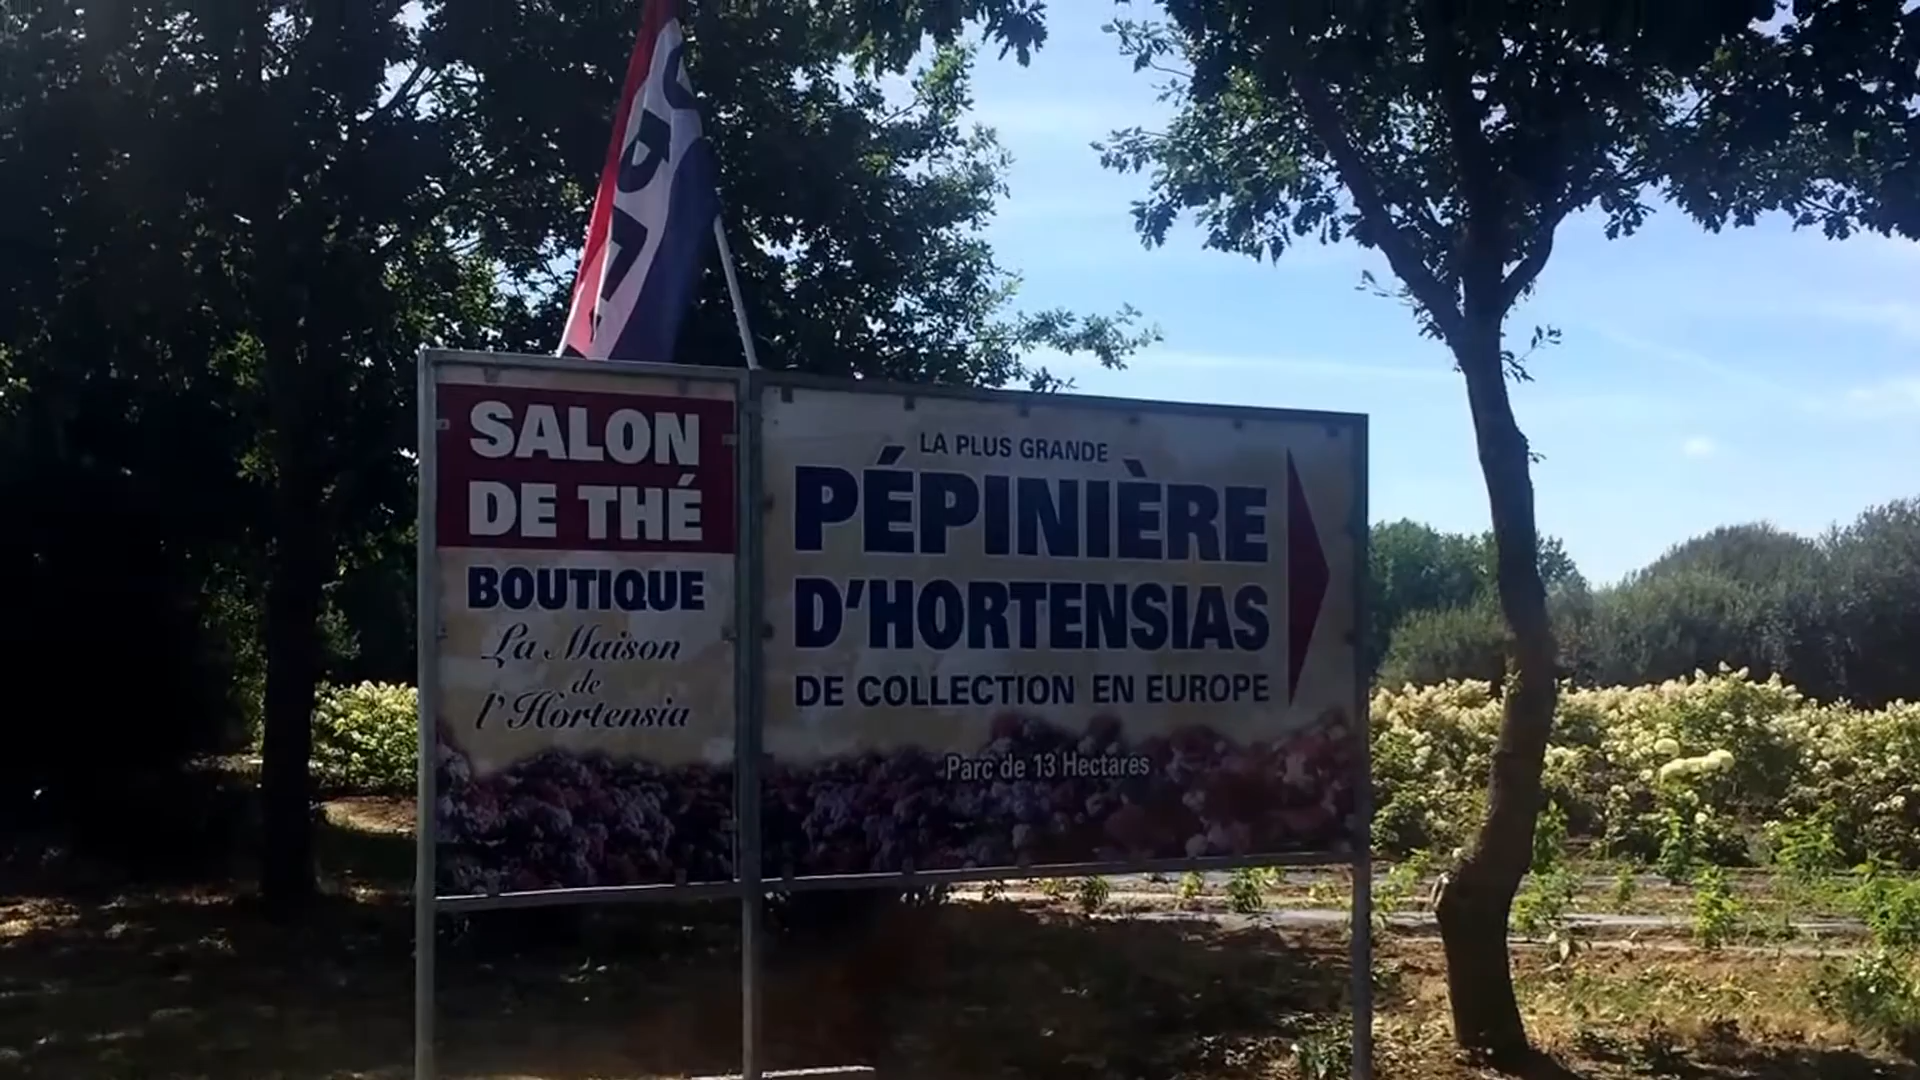 SALON
DE THÉ
BOUTIQUE
La Maison
de
l'Hortensia
LA PLUS GRANDE
PÉPINIÈRE
D'HORTENSIAS
DE COLLECTION EN EUROPE
Parc de 13 Hectares